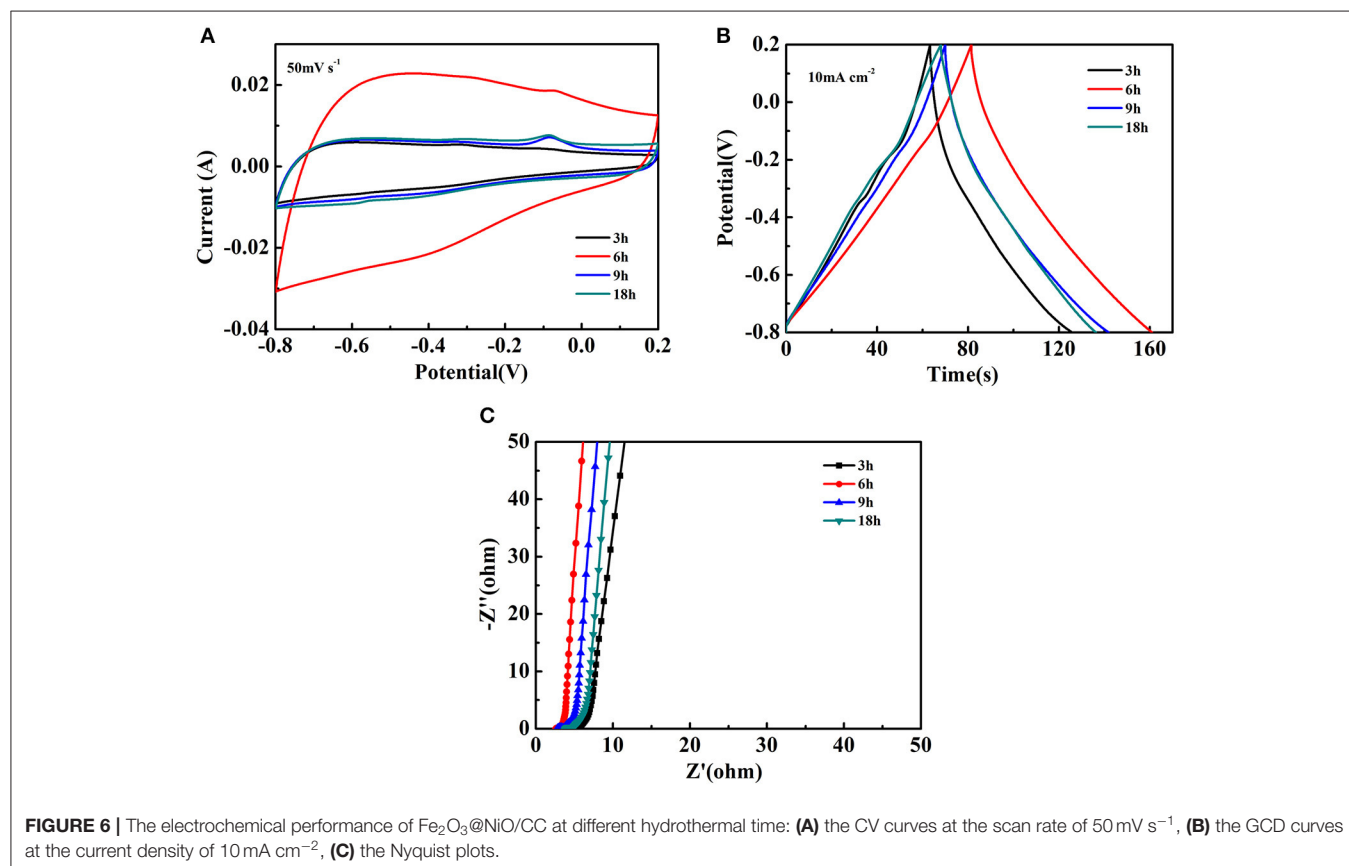 A
50mV s⁻¹
0.02
0.00
-0.02
-0.04
Current (A)
3h
6h
9h
18h
-0.8 -0.6 -0.4 -0.2 0.0 0.2
Potential(V)
B
10mA cm⁻²
0.2
0.0
-0.2
-0.4
-0.6
-0.8
Potential(V)
3h
6h
9h
18h
0 40 80 120 160
Time(s)
C
50
40
30
20
10
0
-Z''(ohm)
3h
6h
9h
18h
0 10 20 30 40 50
Z'(ohm)
FIGURE 6 | The electrochemical performance of Fe₂O₃@NiO/CC at different hydrothermal time: (A) the CV curves at the scan rate of 50 mV s⁻¹, (B) the GCD curves
at the current density of 10 mA cm⁻², (C) the Nyquist plots.